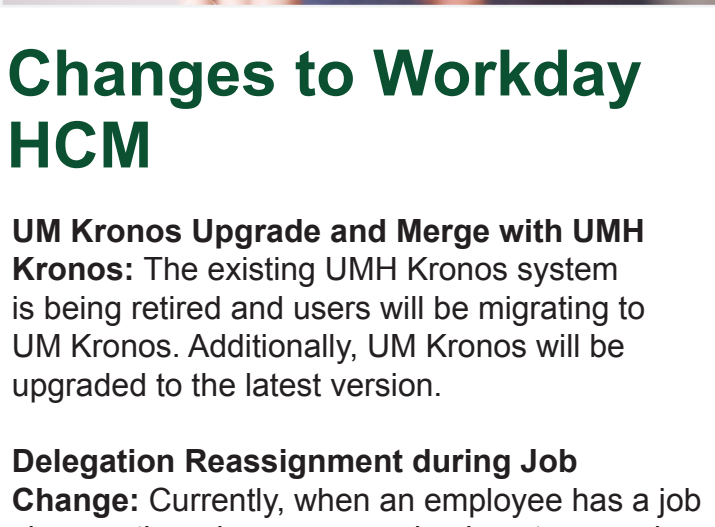 Changes to Workday
HCM
UM Kronos Upgrade and Merge with UMH
Kronos: The existing UMH Kronos system
is being retired and users will be migrating to
UM Kronos. Additionally, UM Kronos will be
upgraded to the latest version.
Delegation Reassignment during Job
Change: Currently, when an employee has a job